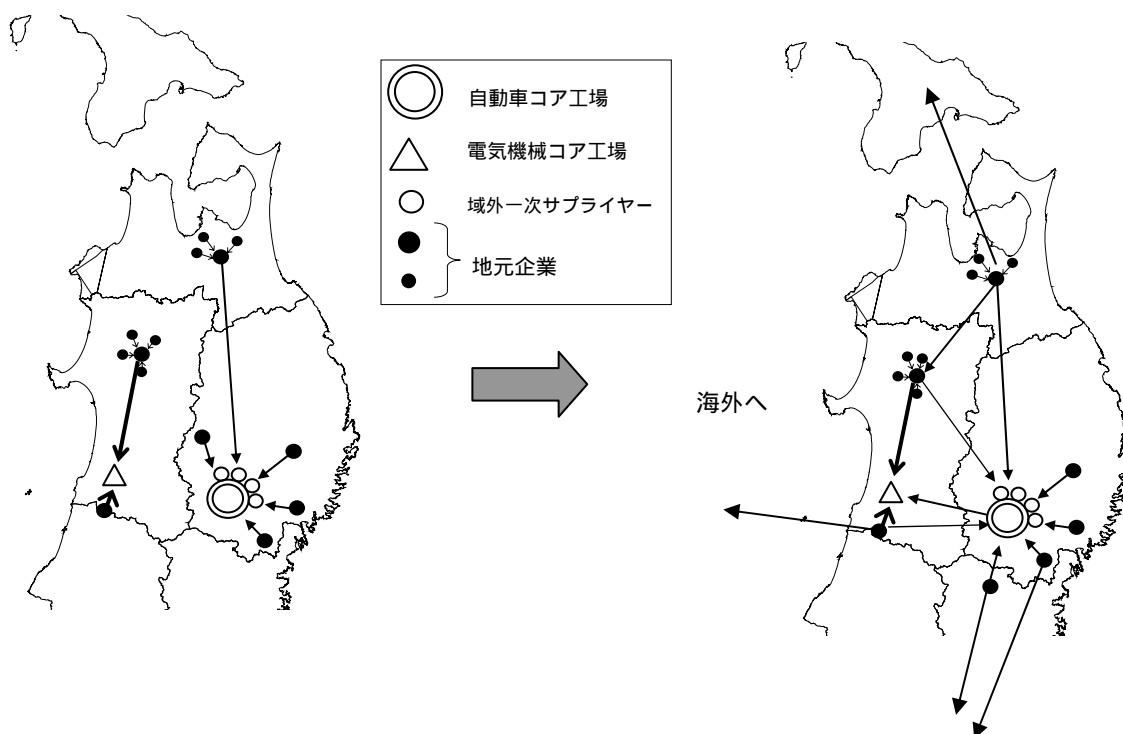 自動車コア工場
電気機械コア工場
域外一次サプライヤー
地元企業
海外へ